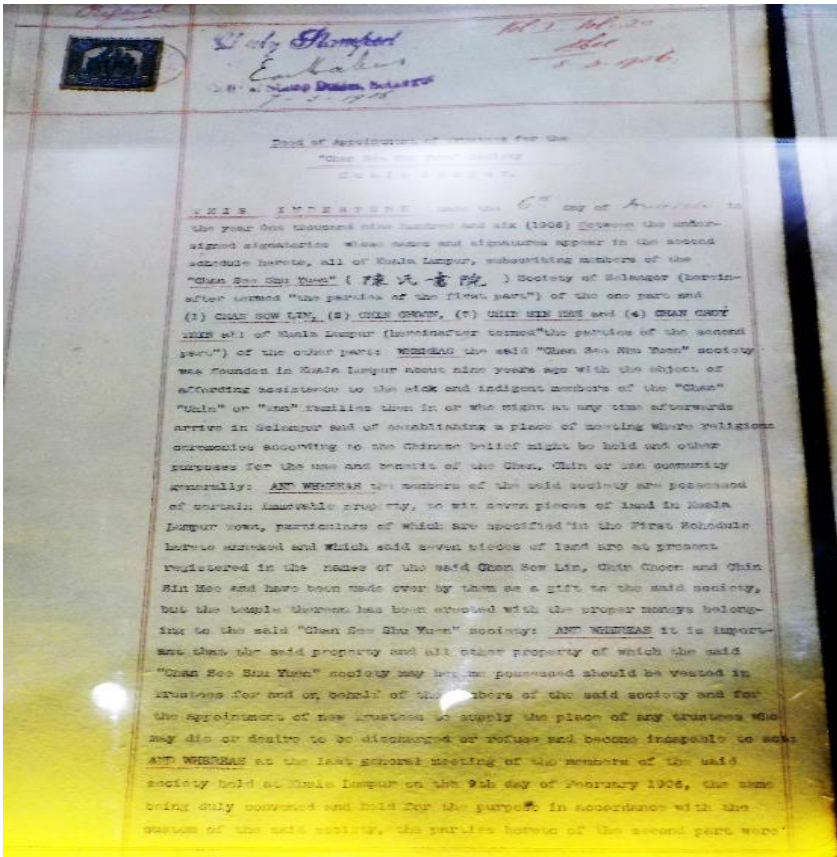 Duly Stamped
of Stamp Duties, Selangor
1906
Deed of Appointment of Trustees for the
"Chan See Shu Yuen" Society
Kuala Lumpur.
THIS INDENTURE made the 6th day of in
the year One thousand nine hundred and six (1906) Between the under-
signed signatories whose names and signatures appear in the second
schedule hereto, all of Kuala Lumpur, subscribing members of the
"Chan See Shu Yuen" ( 陳氏書院 ) Society of Selangor (herein-
after termed "the parties of the first part") of the one part and
(1) CHAN SOW LIN, (2) CHIN CHOON, (3) CHIN SIN HEE and (4) CHAN CHOY
THIN all of Kuala Lumpur (hereinafter termed "the parties of the second
part") of the other part: WHEREAS the said "Chan See Shu Yuen" society
was founded in Kuala Lumpur about nine years ago with the object of
affording assistance to the sick and indigent members of the "Chan"
"Chin" or "Tan" families then in or who might at any time afterwards
arrive in Selangor and of establishing a place of meeting where religious
ceremonies according to the Chinese belief might be held and other
purposes for the use and benefit of the Chan, Chin or Tan community
generally: AND WHEREAS the members of the said society are possessed
of certain immovable property, to wit seven pieces of land in Kuala
Lumpur town, particulars of which are specified in the First Schedule
hereto annexed and which said seven pieces of land are at present
registered in the names of the said Chan Sow Lin, Chin Choon and Chin
Sin Hee and have been made over by them as a gift to the said society,
but the temple thereon has been erected with the proper moneys belong-
ing to the said "Chan See Shu Yuen" society: AND WHEREAS it is import-
ant that the said property and all other property of which the said
"Chan See Shu Yuen" society may become possessed should be vested in
trustees for and on behalf of the members of the said society and for
the appointment of new trustees to supply the place of any trustees who
may die or desire to be discharged or refuse and become incapable to act:
AND WHEREAS at the last general meeting of the members of the said
society held at Kuala Lumpur on the 9th day of February 1906, the same
being duly convened and held for the purpose in accordance with the
custom of the said society, the parties hereto of the second part were